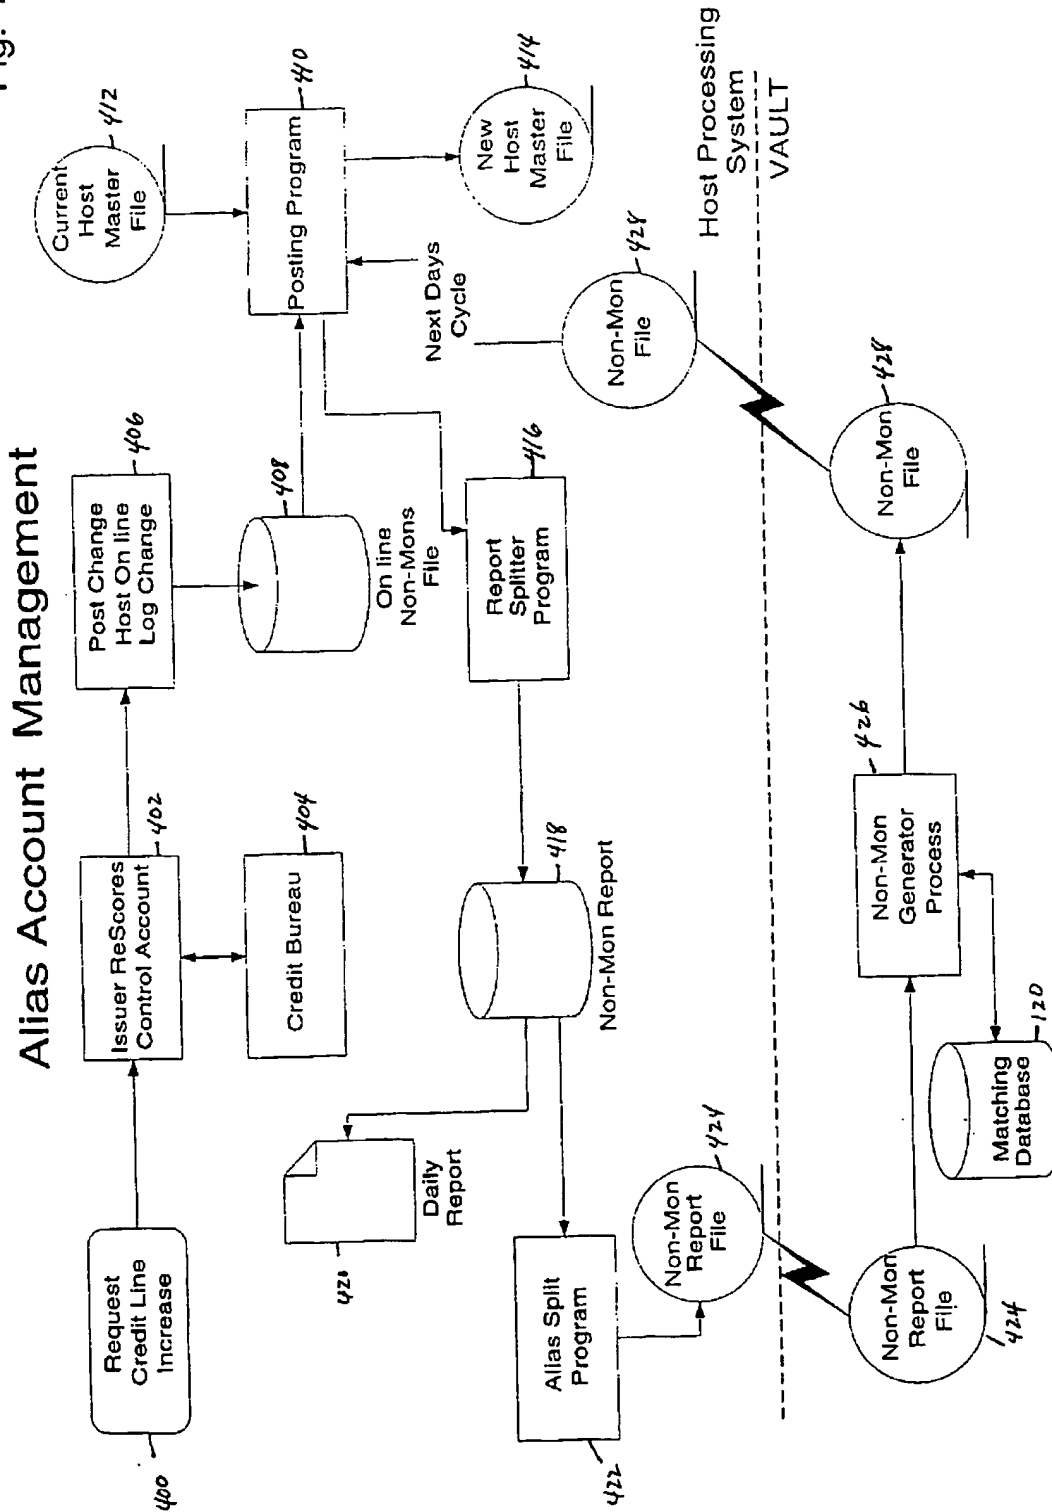 Fig.
Alias Account Management
400
Request
Credit Line
Increase
Issuer ReScores
Control Account
402
Credit Bureau
404
Post Change
Host On line
Log Change
406
408
On line
Non-Mons
File
Current
Host
Master
File
412
Posting Program
410
New
Host
Master
File
414
Next Days
Cycle
Report
Splitter
Program
416
418
Non-Mon Report
Daily
Report
420
Alias Split
Program
422
Non-Mon
Report
File
424
Non-Mon
File
428
Host Processing
System
VAULT
Non-Mon
Report
File
424
Matching
Database
120
Non-Mon
Generator
Process
426
Non-Mon
File
428